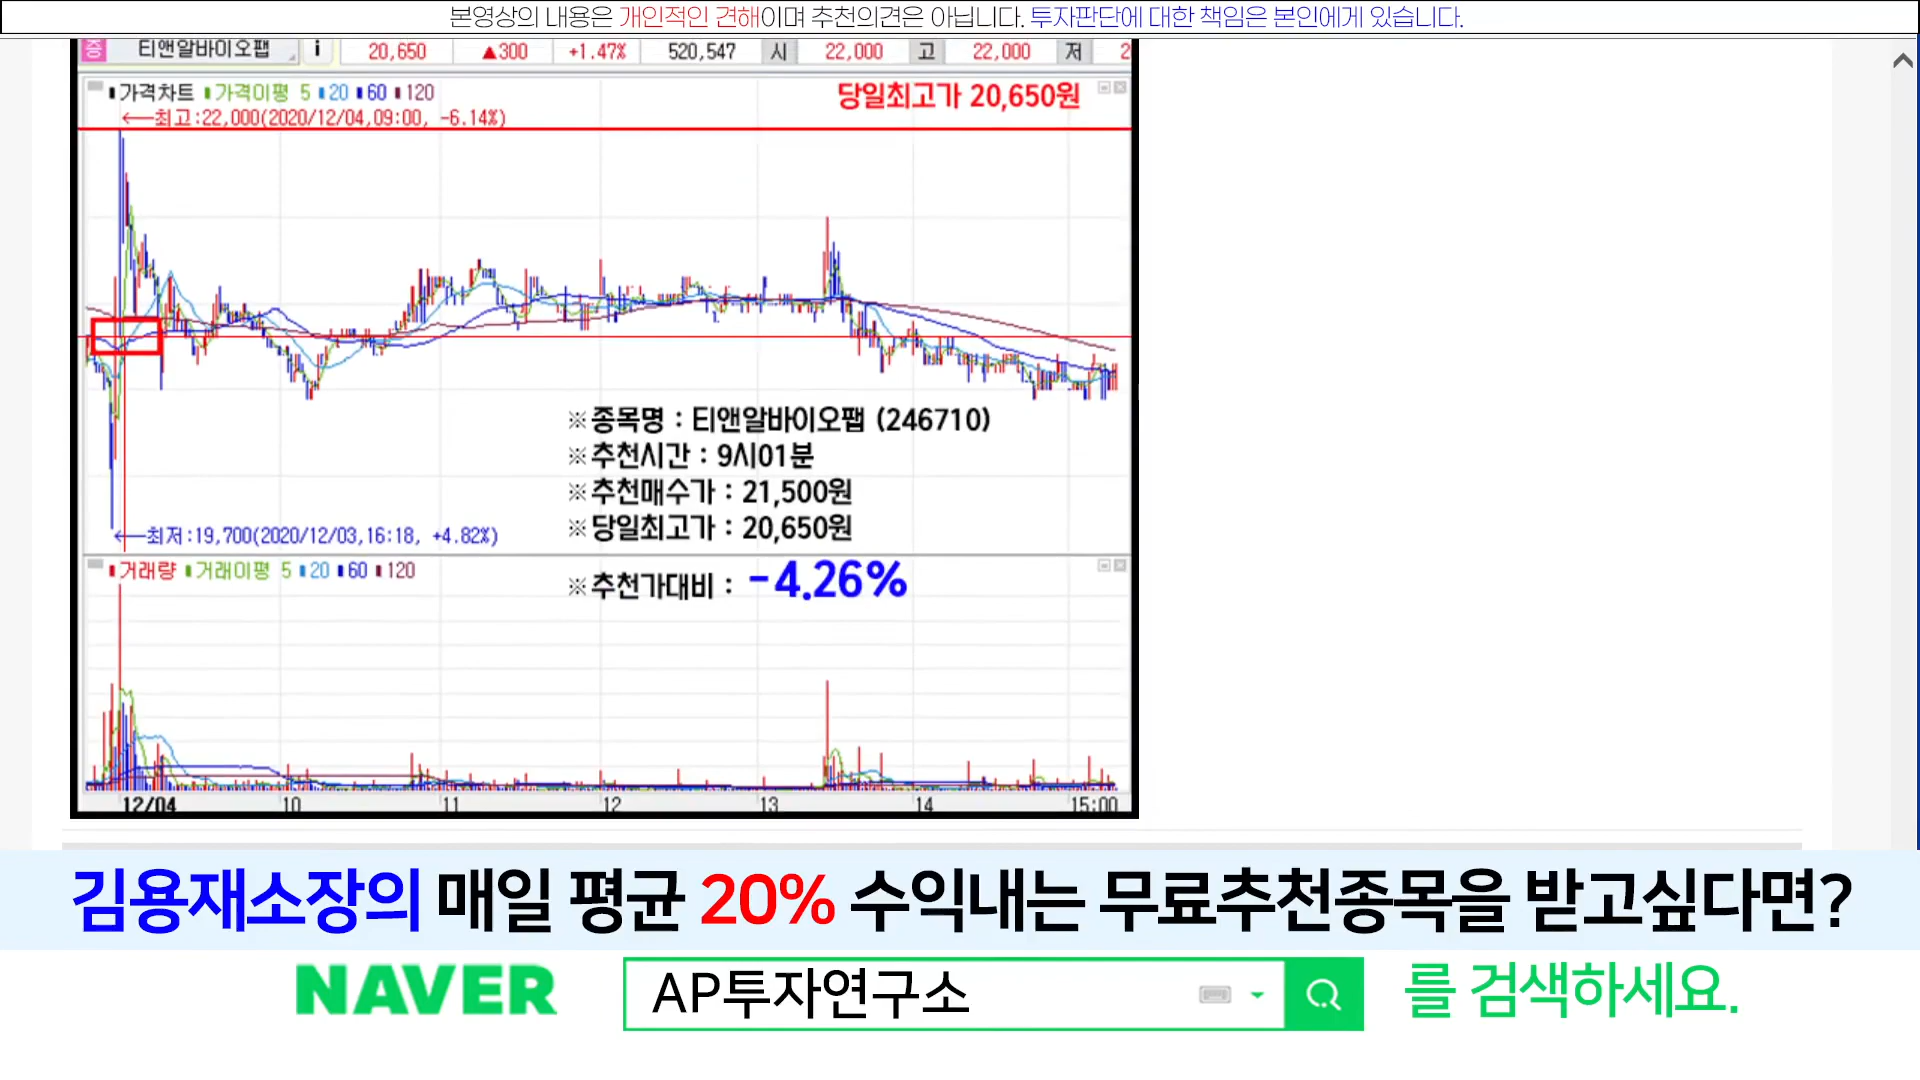 본영상의 내용은 개인적인 견해이며 추천의견은 아닙니다. 투자판단에 대한 책임은 본인에게 있습니다.
증 티앤알바이오팹 i 20,650 ▲300 +1.47% 520,547 시 22,000 고 22,000 저 2
가격차트 가격이평 5 20 60 120
당일최고가 20,650원
←최고:22,000(2020/12/04,09:00, -6.14%)
※종목명 : 티앤알바이오팹 (246710)
※추천시간 : 9시01분
※추천매수가 : 21,500원
※당일최고가 : 20,650원
←최저:19,700(2020/12/03,16:18, +4.82%)
거래량 거래이평 5 20 60 120
※추천가대비 : -4.26%
12/04 10 11 12 13 14 15:00
김용재소장의 매일 평균 20% 수익내는 무료추천종목을 받고싶다면?
NAVER AP투자연구소 를 검색하세요.